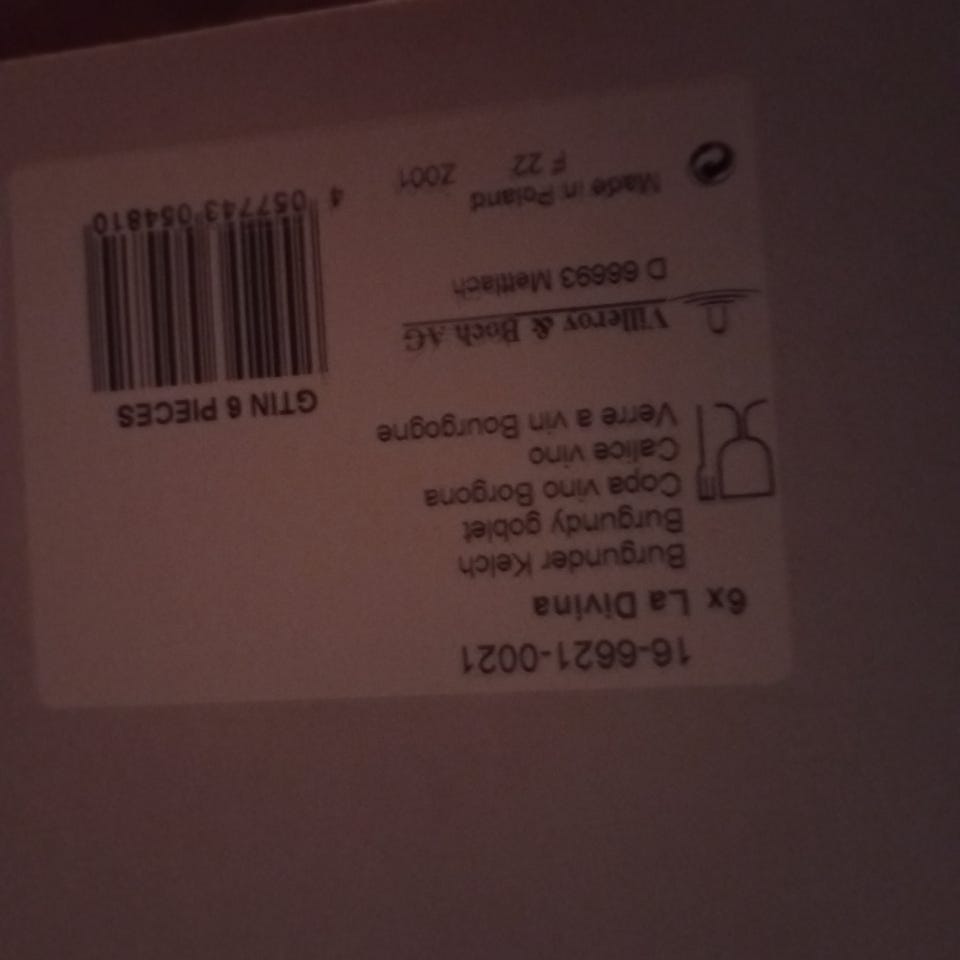 16-6621-0021
6x La Divina
Burgunder Kelch
Burgundy goblet
Copa vino Borgona
Calice vino
Verre a vin Bourgogne
GTIN 6 PIECES
4 057743 054810
Villeroy & Boch AG
D 66693 Mettlach
Made in Poland
F 22 Z001